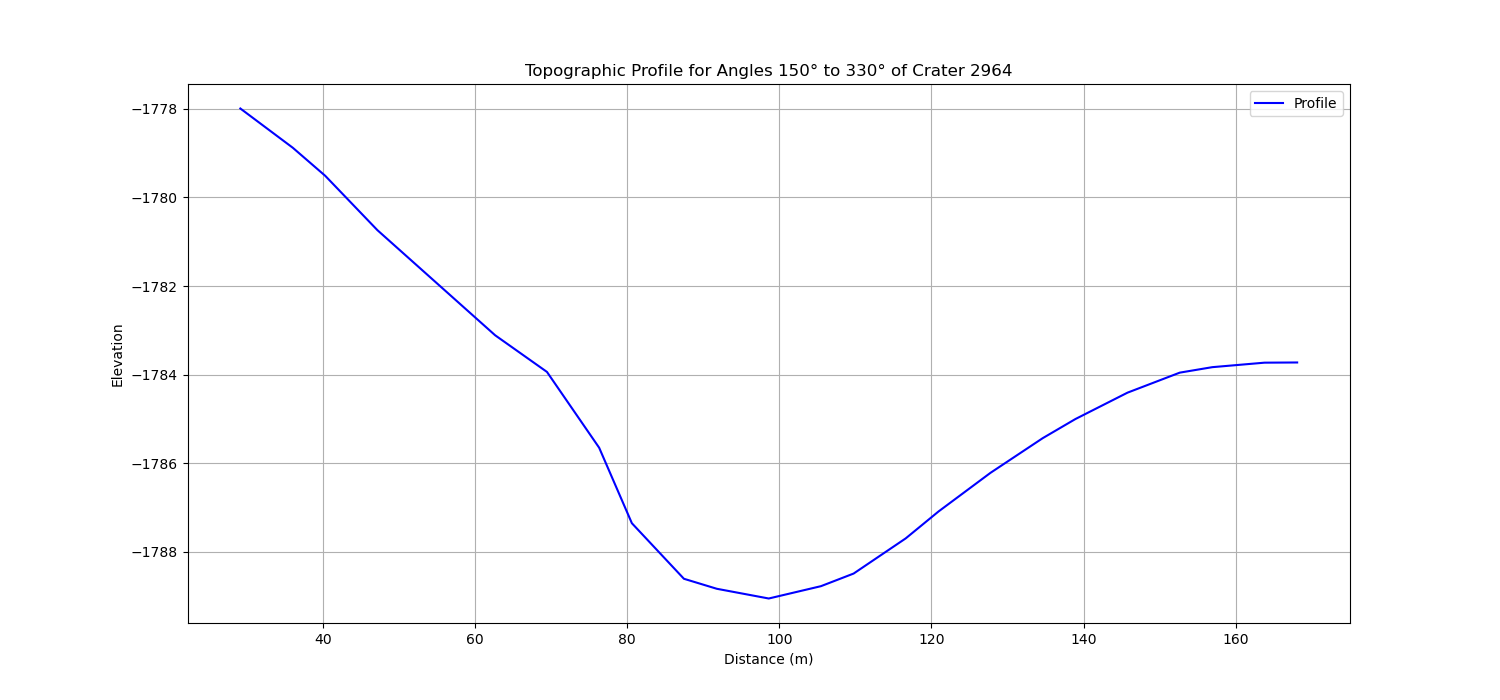 Topographic Profile for Angles 150° to 330° of Crater 2964
Profile
−1778
−1780
−1782
−1784
−1786
−1788
Elevation
40 60 80 100 120 140 160
Distance (m)